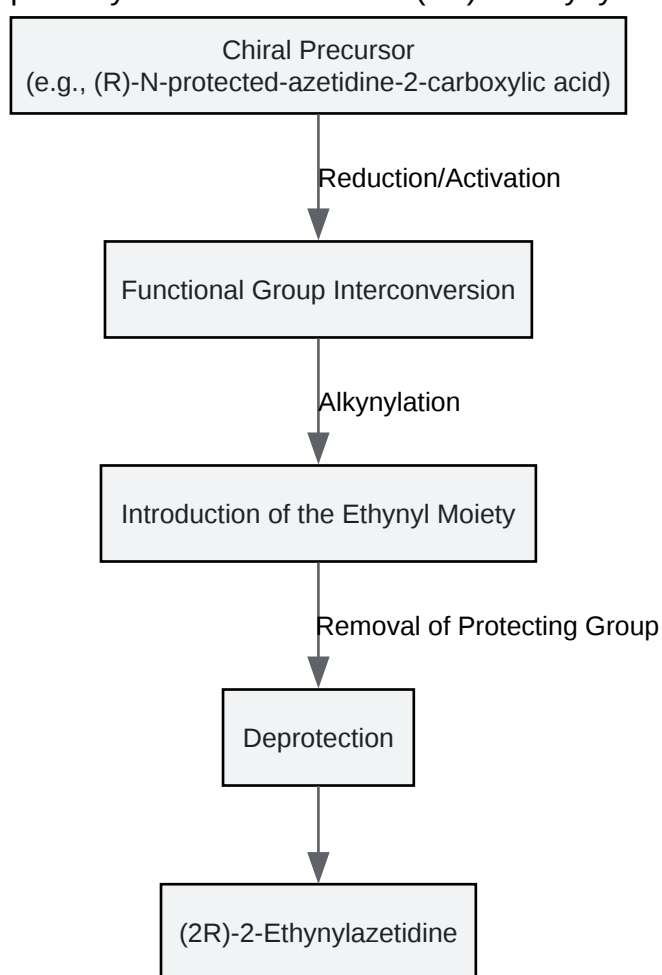 Chiral Precursor
(e.g., (R)-N-protected-azetidine-2-carboxylic acid)
Reduction/Activation
Functional Group Interconversion
Alkynylation
Introduction of the Ethynyl Moiety
Removal of Protecting Group
Deprotection
(2R)-2-Ethynylazetidine